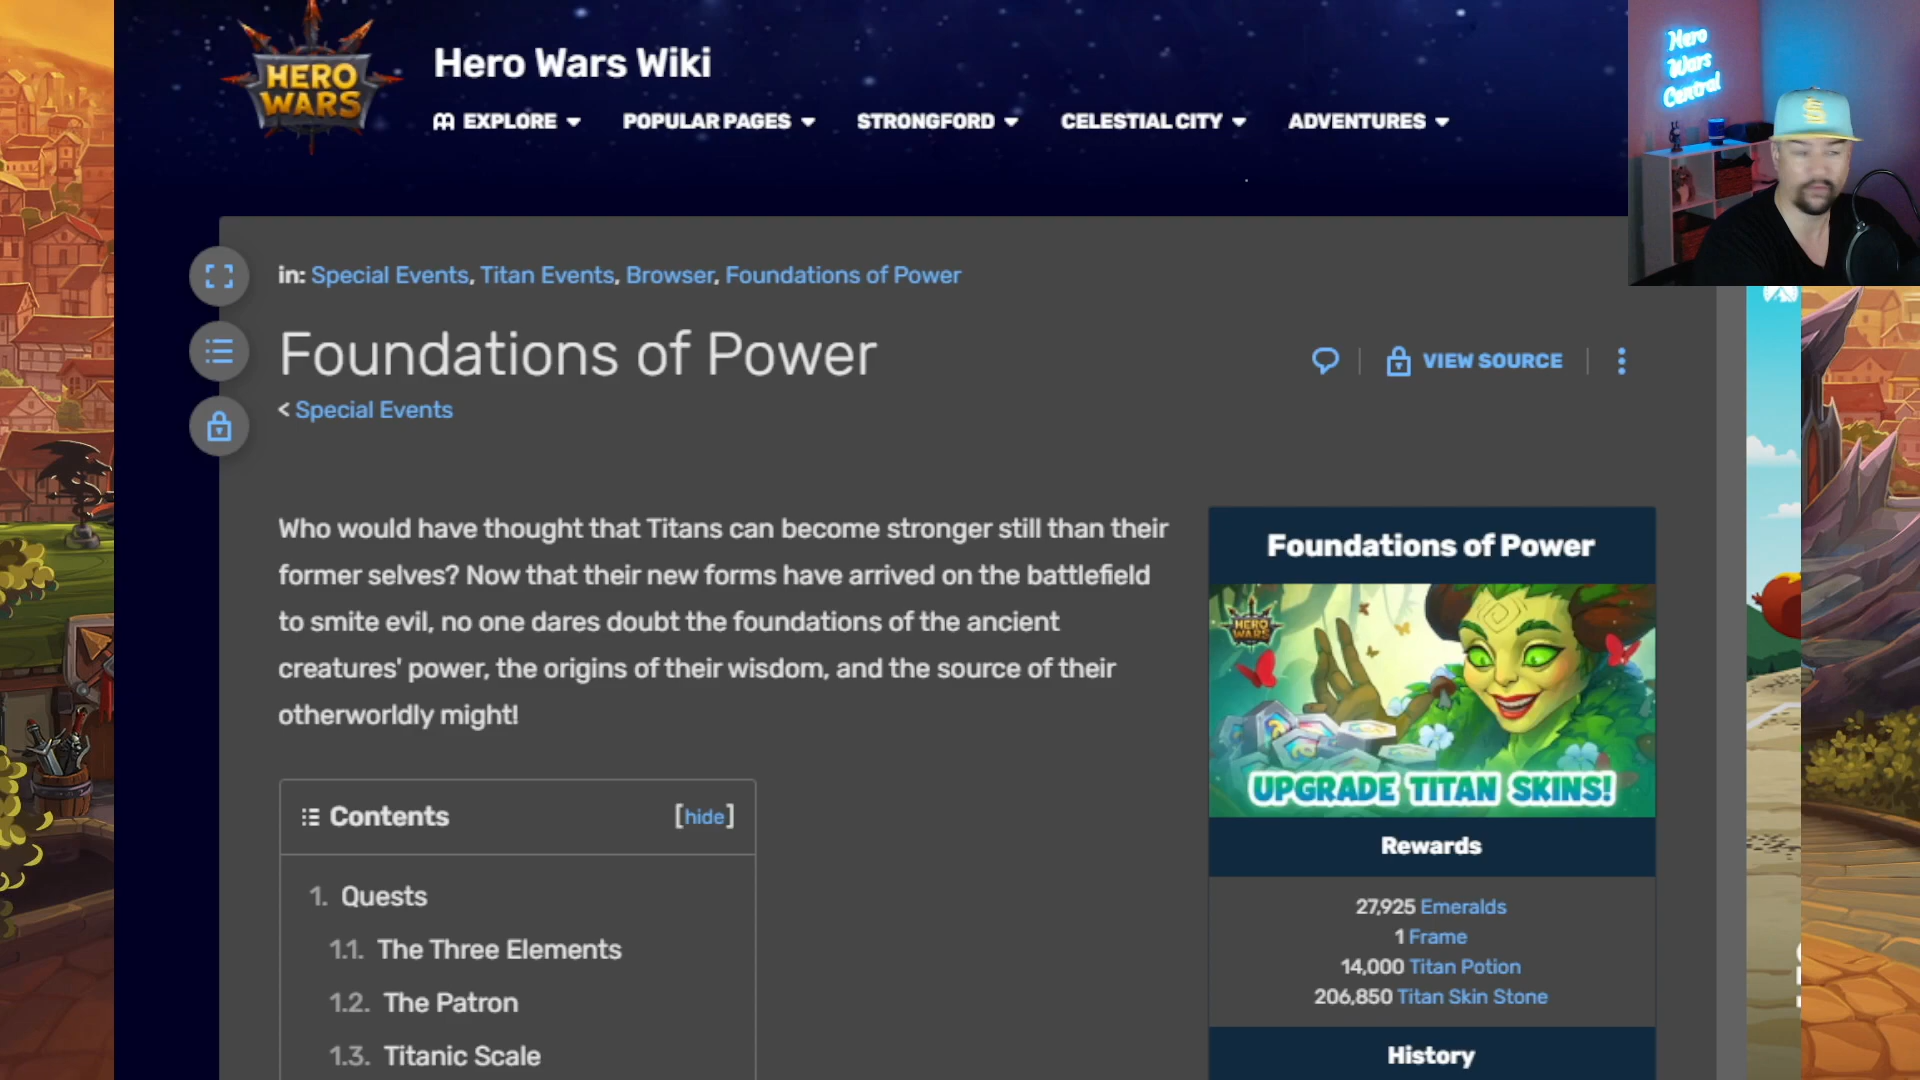 HERO
WARS
Hero Wars Wiki
EXPLORE
POPULAR PAGES
STRONGFORD
CELESTIAL CITY
ADVENTURES
Hero
Wars
Central
in: Special Events, Titan Events, Browser, Foundations of Power
Foundations of Power
VIEW SOURCE
< Special Events
Who would have thought that Titans can become stronger still than their
former selves? Now that their new forms have arrived on the battlefield
to smite evil, no one dares doubt the foundations of the ancient
creatures' power, the origins of their wisdom, and the source of their
otherworldly might!
Contents
[hide]
1. Quests
1.1. The Three Elements
1.2. The Patron
1.3. Titanic Scale
Foundations of Power
HERO
WARS
UPGRADE TITAN SKINS!
Rewards
27,925 Emeralds
1 Frame
14,000 Titan Potion
206,850 Titan Skin Stone
History